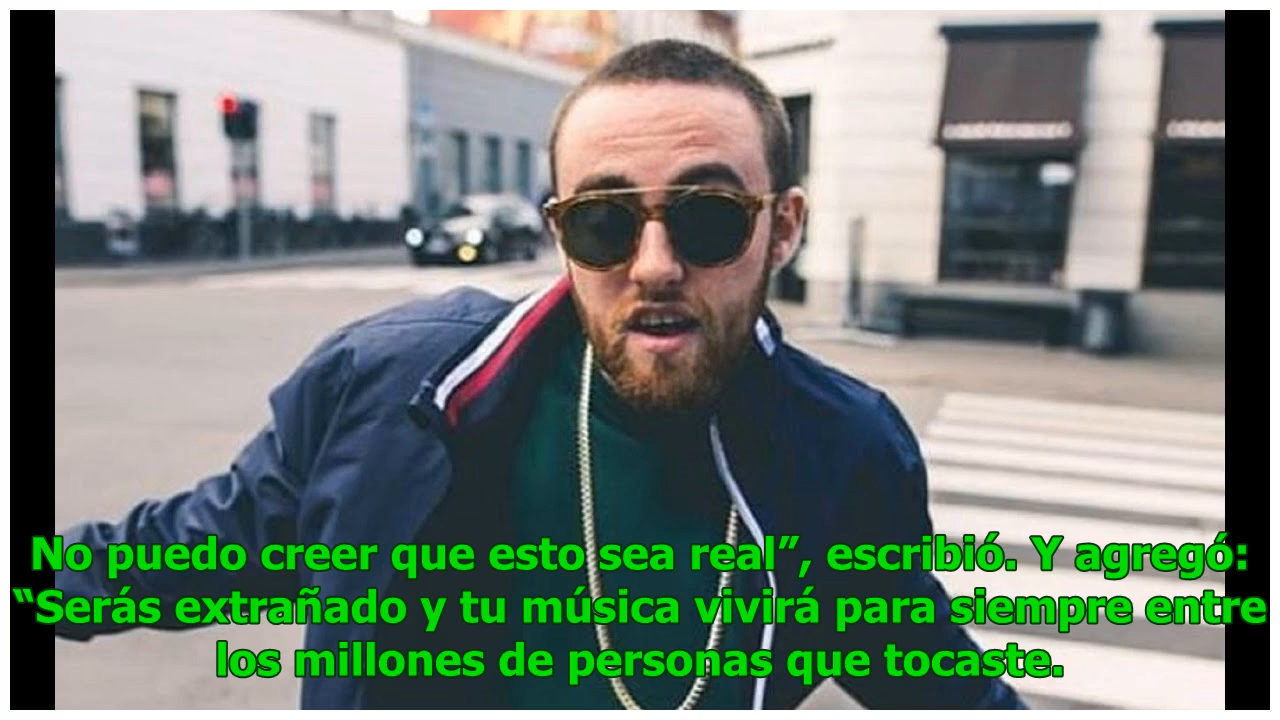 No puedo creer que esto sea real”, escribió. Y agregó:
“Serás extrañado y tu música vivirá para siempre entre
los millones de personas que tocaste.